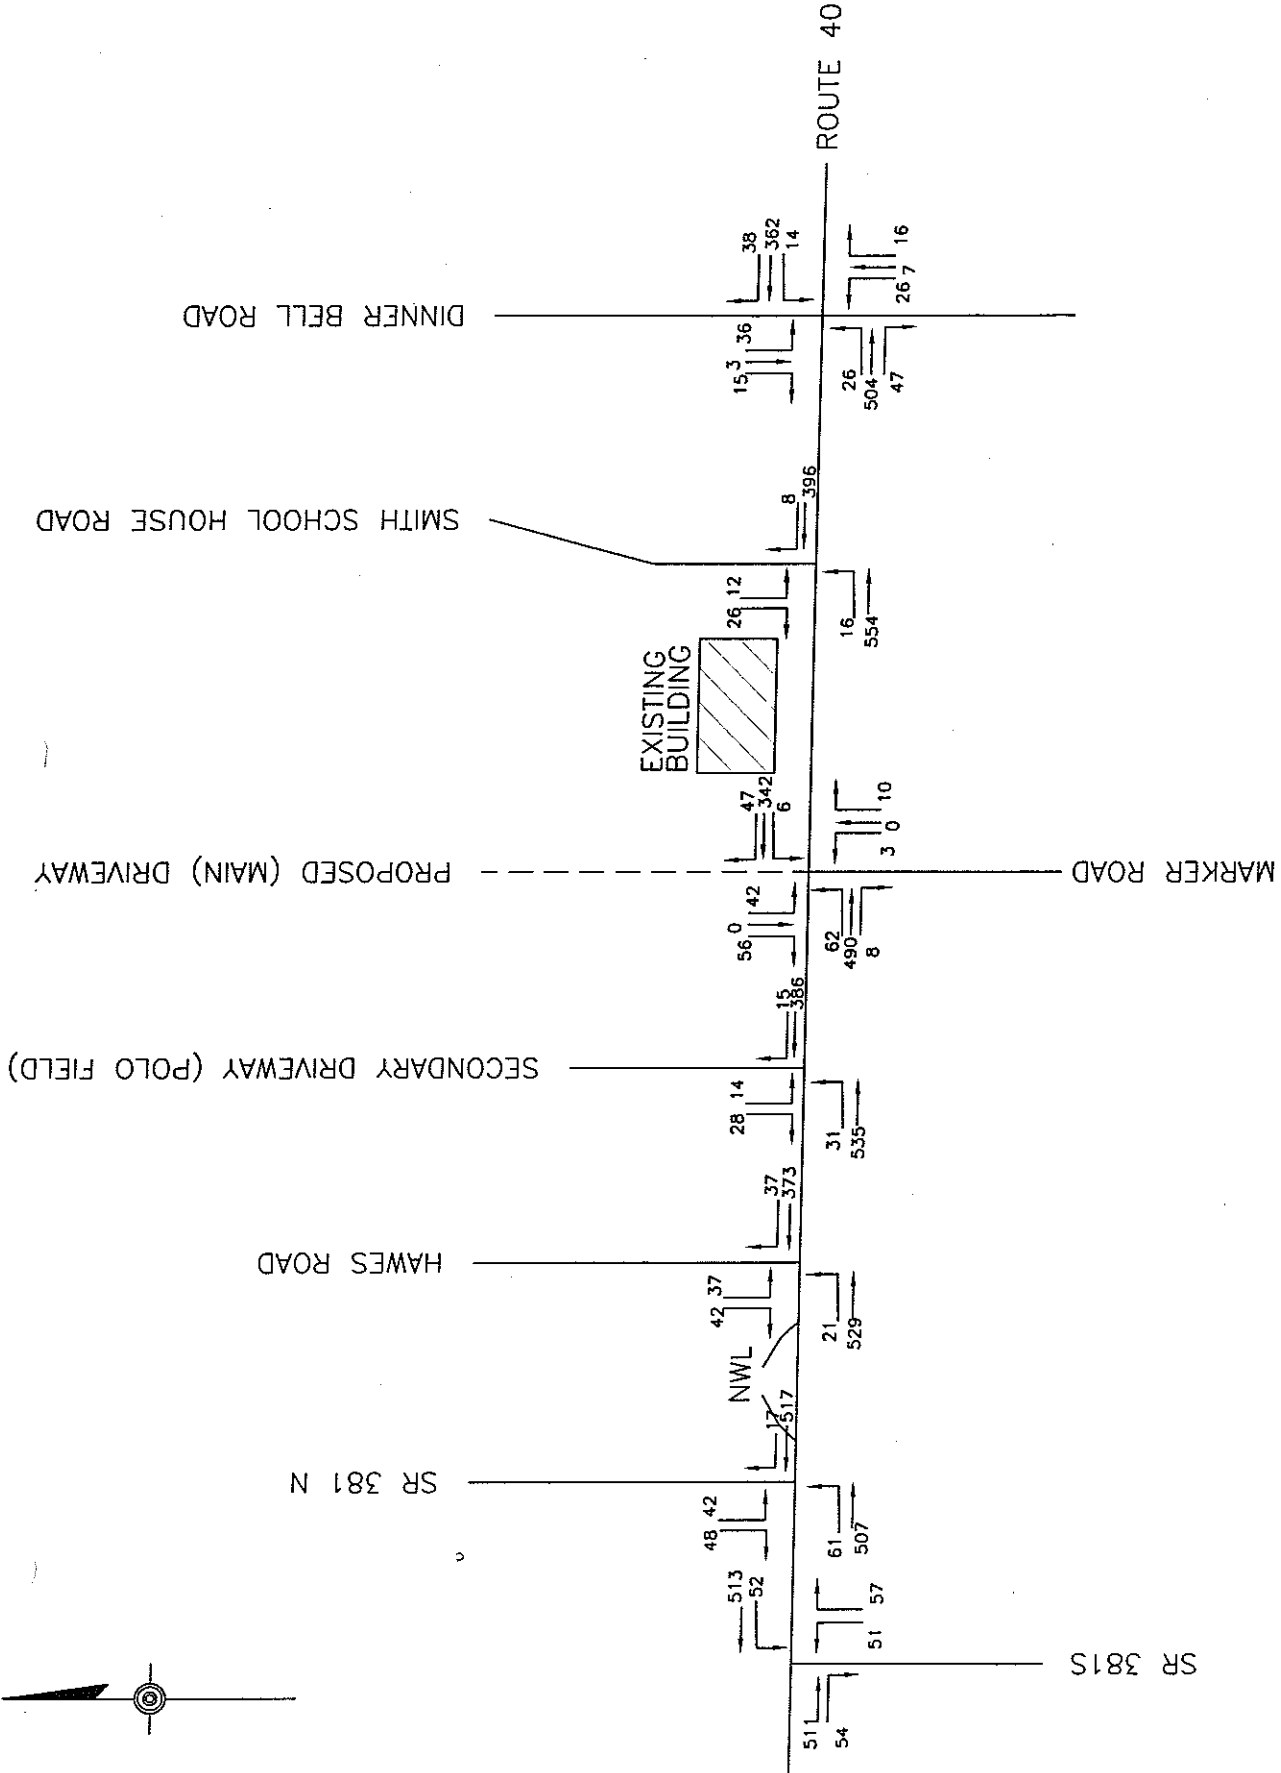 ROUTE 40
DINNER BELL ROAD
38
362
14
15 3 36
26
504
47
26 7 16
SMITH SCHOOL HOUSE ROAD
8
396
26 12
16
554
EXISTING
BUILDING
PROPOSED (MAIN) DRIVEWAY
47
342
6
56 0 42
62
490
8
3 0 10
MARKER ROAD
SECONDARY DRIVEWAY (POLO FIELD)
15
386
28 14
31
535
HAWES ROAD
37
373
42 37
21
529
NWL
SR 381 N
17
517
48 42
61
507
513
52
51 57
511
54
SR 381S